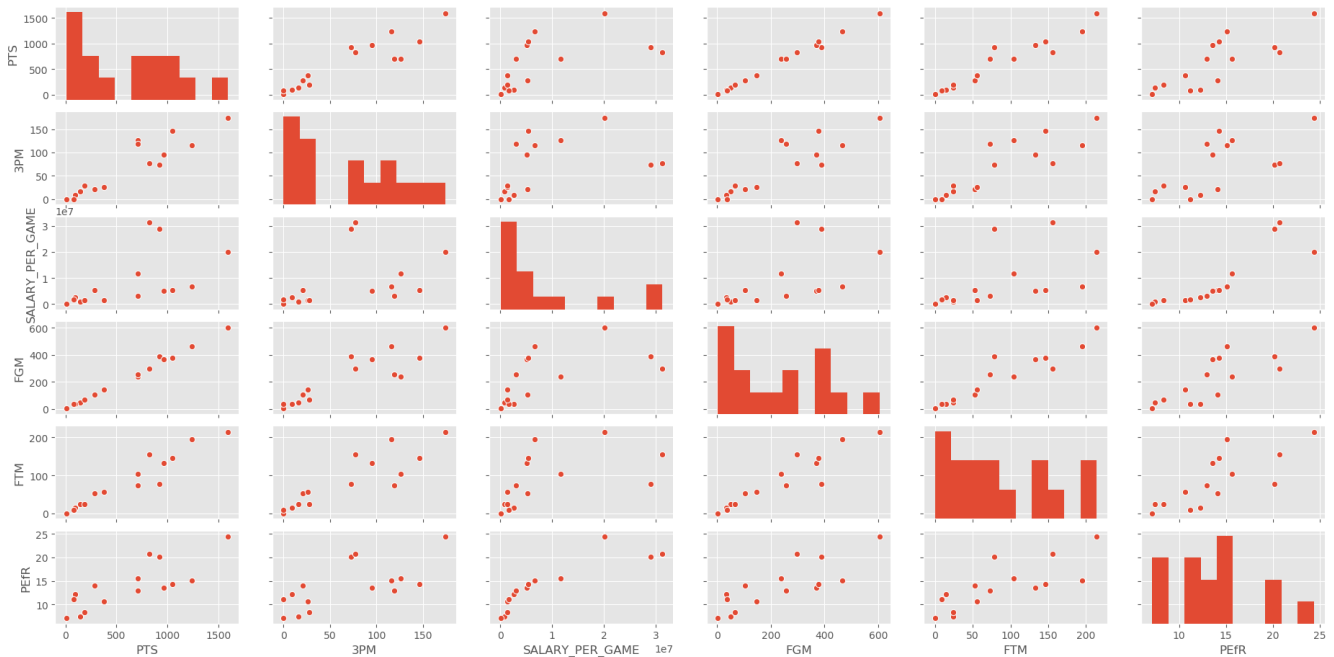 PTS
1500
1000
500
0
3PM
150
100
50
0
1e7
SALARY_PER_GAME
3
2
1
0
FGM
600
400
200
0
FTM
200
100
0
PEfR
25
20
15
10
0 500 1000 1500
PTS
0 50 100 150
3PM
0 1 2 3
SALARY_PER_GAME 1e7
0 200 400 600
FGM
0 50 100 150 200
FTM
10 15 20 25
PEfR